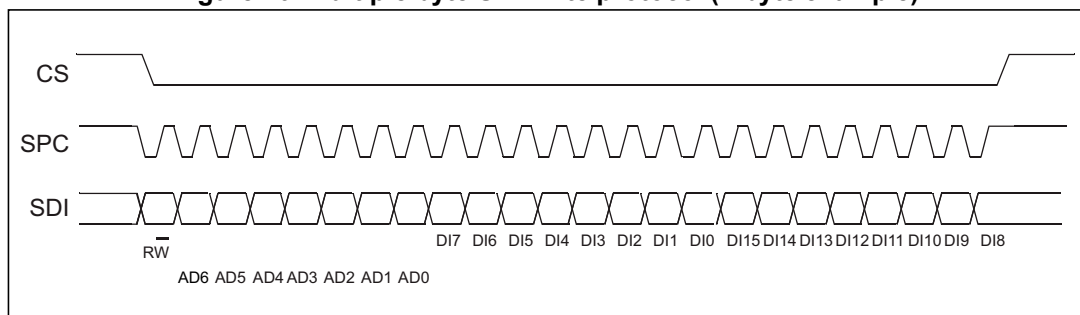 CS
SPC
SDI
RW
DI7 DI6 DI5 DI4 DI3 DI2 DI1 DI0 DI15 DI14 DI13 DI12 DI11 DI10 DI9 DI8
AD6 AD5 AD4 AD3 AD2 AD1 AD0